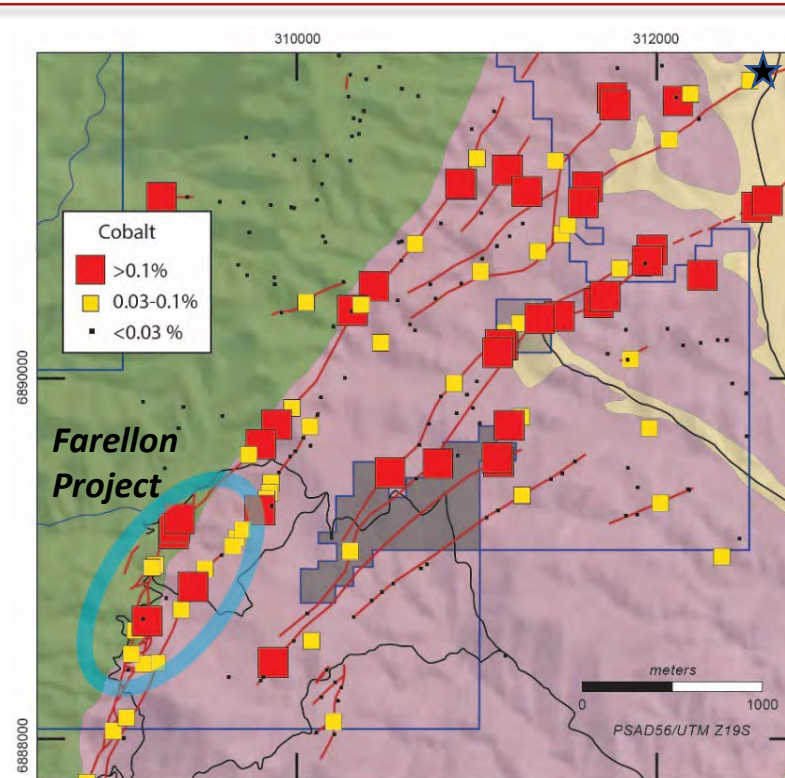 310000
312000
Cobalt
>0.1%
0.03-0.1%
<0.03 %
6890000
Farellon
Project
meters
0
1000
PSAD56/UTM Z19S
6888000